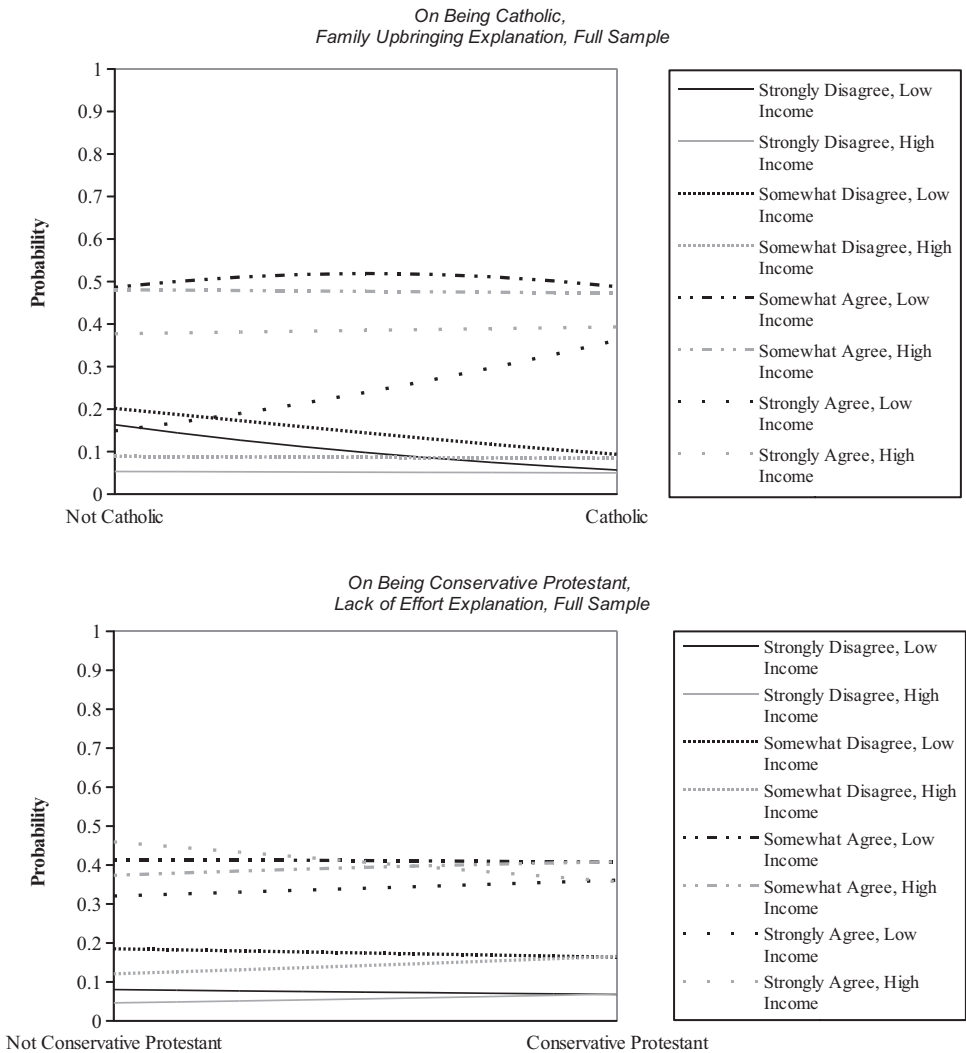 On Being Catholic,
Family Upbringing Explanation, Full Sample
Probability
1
0.9
0.8
0.7
0.6
0.5
0.4
0.3
0.2
0.1
0
Not Catholic
Catholic
Strongly Disagree, Low
Income
Strongly Disagree, High
Income
Somewhat Disagree, Low
Income
Somewhat Disagree, High
Income
Somewhat Agree, Low
Income
Somewhat Agree, High
Income
Strongly Agree, Low
Income
Strongly Agree, High
Income
On Being Conservative Protestant,
Lack of Effort Explanation, Full Sample
Probability
1
0.9
0.8
0.7
0.6
0.5
0.4
0.3
0.2
0.1
0
Not Conservative Protestant
Conservative Protestant
Strongly Disagree, Low
Income
Strongly Disagree, High
Income
Somewhat Disagree, Low
Income
Somewhat Disagree, High
Income
Somewhat Agree, Low
Income
Somewhat Agree, High
Income
Strongly Agree, Low
Income
Strongly Agree, High
Income